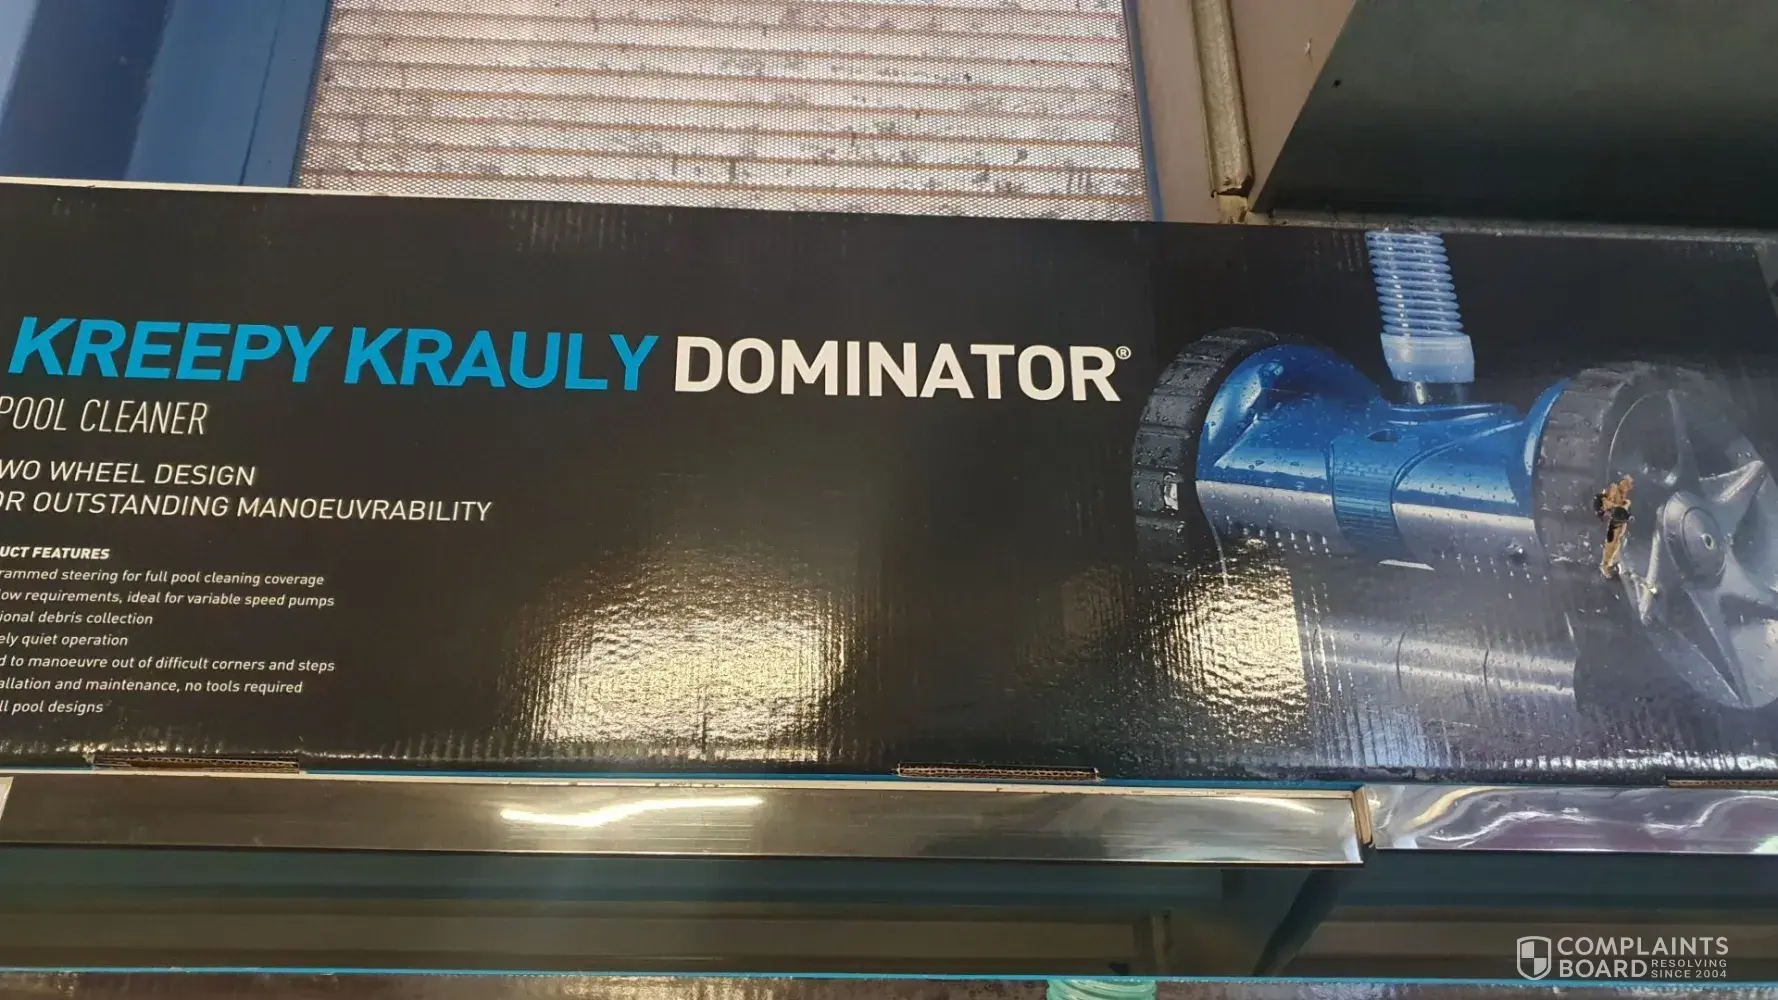 KREEPY KRAULY DOMINATOR®
POOL CLEANER
WO WHEEL DESIGN
OR OUTSTANDING MANOEUVRABILITY
UCT FEATURES
rammed steering for full pool cleaning coverage
ow requirements, ideal for variable speed pumps
ional debris collection
ely quiet operation
d to manoeuvre out of difficult corners and steps
allation and maintenance, no tools required
ll pool designs
COMPLAINTS
BOARD RESOLVING
SINCE 2004